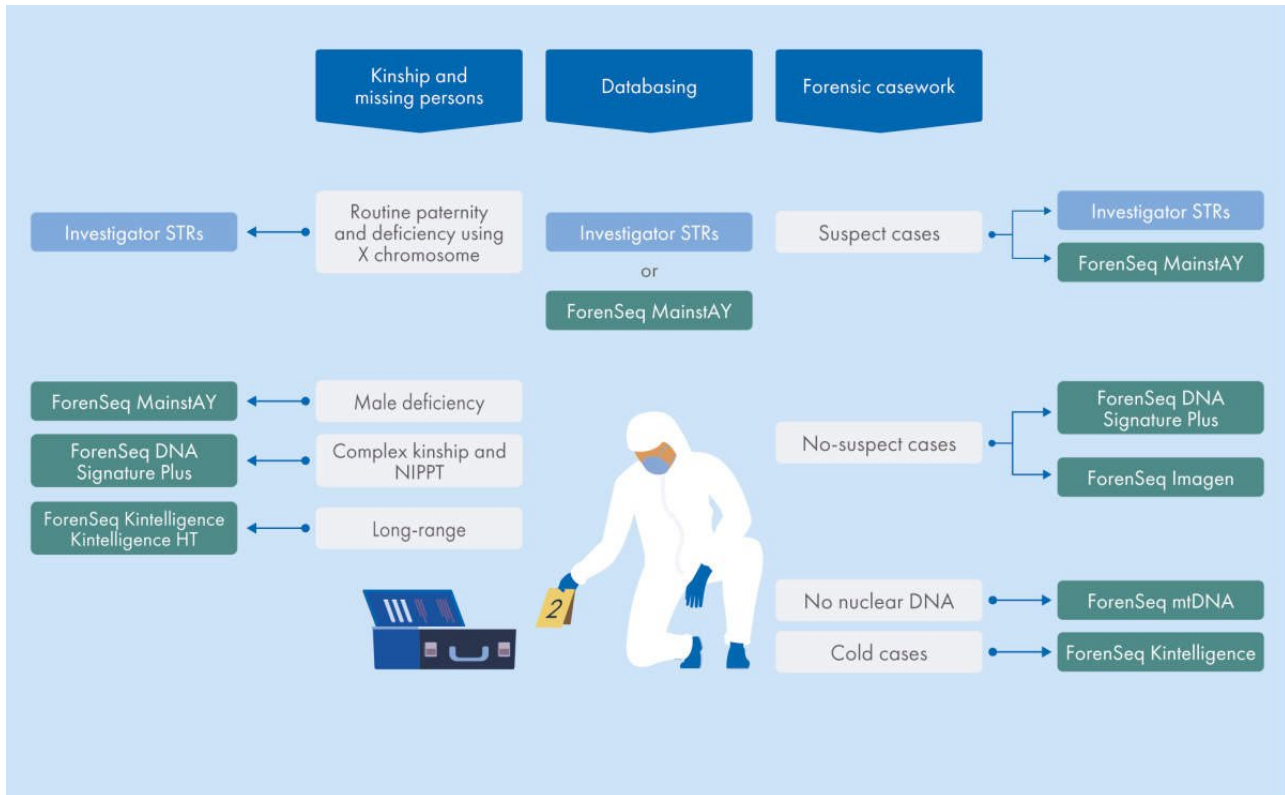 Kinship and
missing persons
Databasing
Forensic casework
Investigator STRs
Routine paternity
and deficiency using
X chromosome
Investigator STRs
or
ForenSeq MainstAY
Suspect cases
Investigator STRs
ForenSeq MainstAY
ForenSeq MainstAY
Male deficiency
ForenSeq DNA
Signature Plus
Complex kinship and
NIPPT
ForenSeq Kintelligence
Kintelligence HT
Long-range
No-suspect cases
ForenSeq DNA
Signature Plus
ForenSeq Imagen
2
No nuclear DNA
ForenSeq mtDNA
Cold cases
ForenSeq Kintelligence